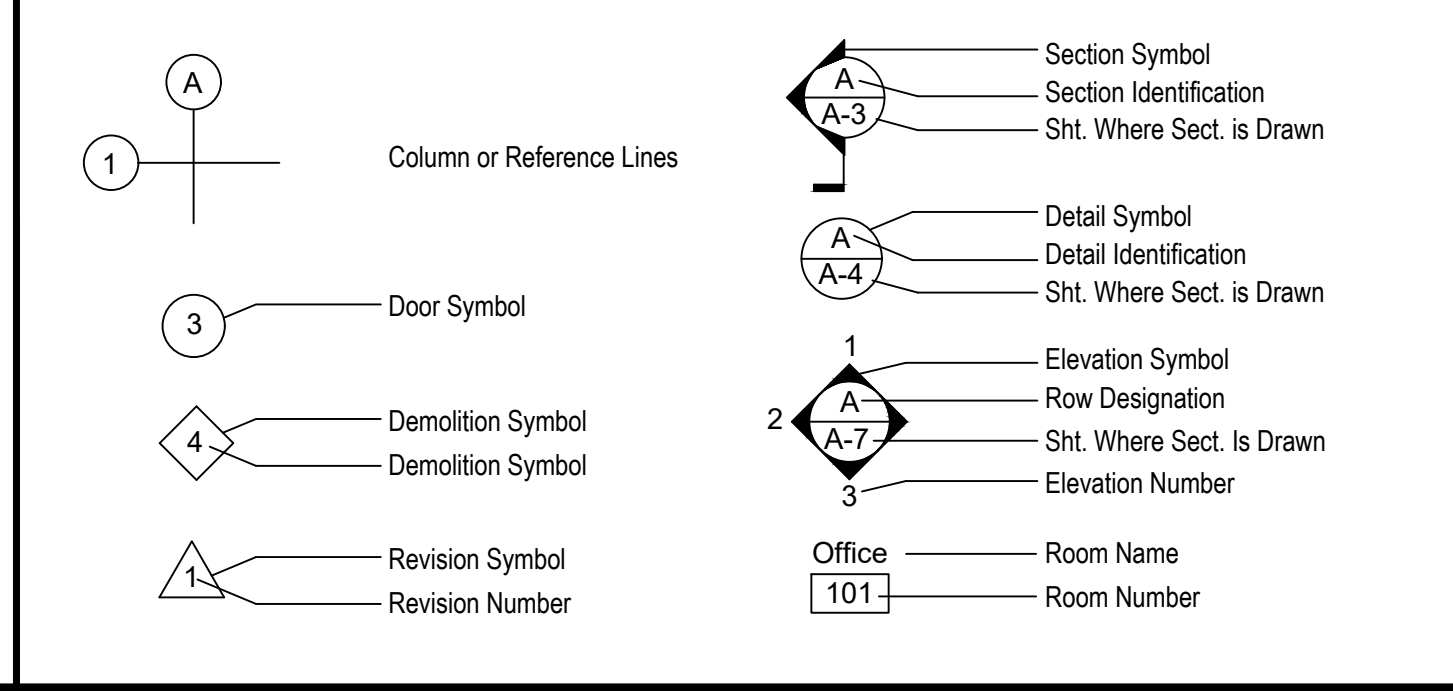 A
1
Column or Reference Lines
3
Door Symbol
4
Demolition Symbol
Demolition Symbol
1
Revision Symbol
Revision Number
A
A-3
Section Symbol
Section Identification
Sht. Where Sect. is Drawn
A
A-4
Detail Symbol
Detail Identification
Sht. Where Sect. is Drawn
1
2
A
A-7
3
Elevation Symbol
Row Designation
Sht. Where Sect. Is Drawn
Elevation Number
Office
Room Name
101
Room Number